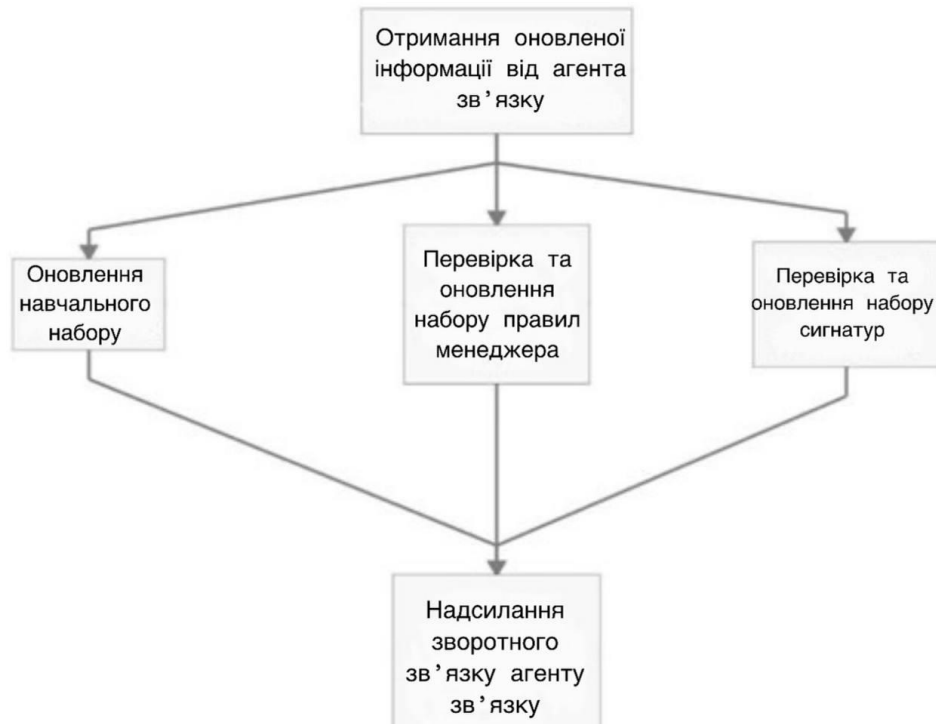 Отримання оновленої
інформації від агента
зв’язку
Оновлення
навчального
набору
Перевірка та
оновлення
набору правил
менеджера
Перевірка та
оновлення набору
сигнатур
Надсилання
зворотного
зв’язку агенту
зв’язку